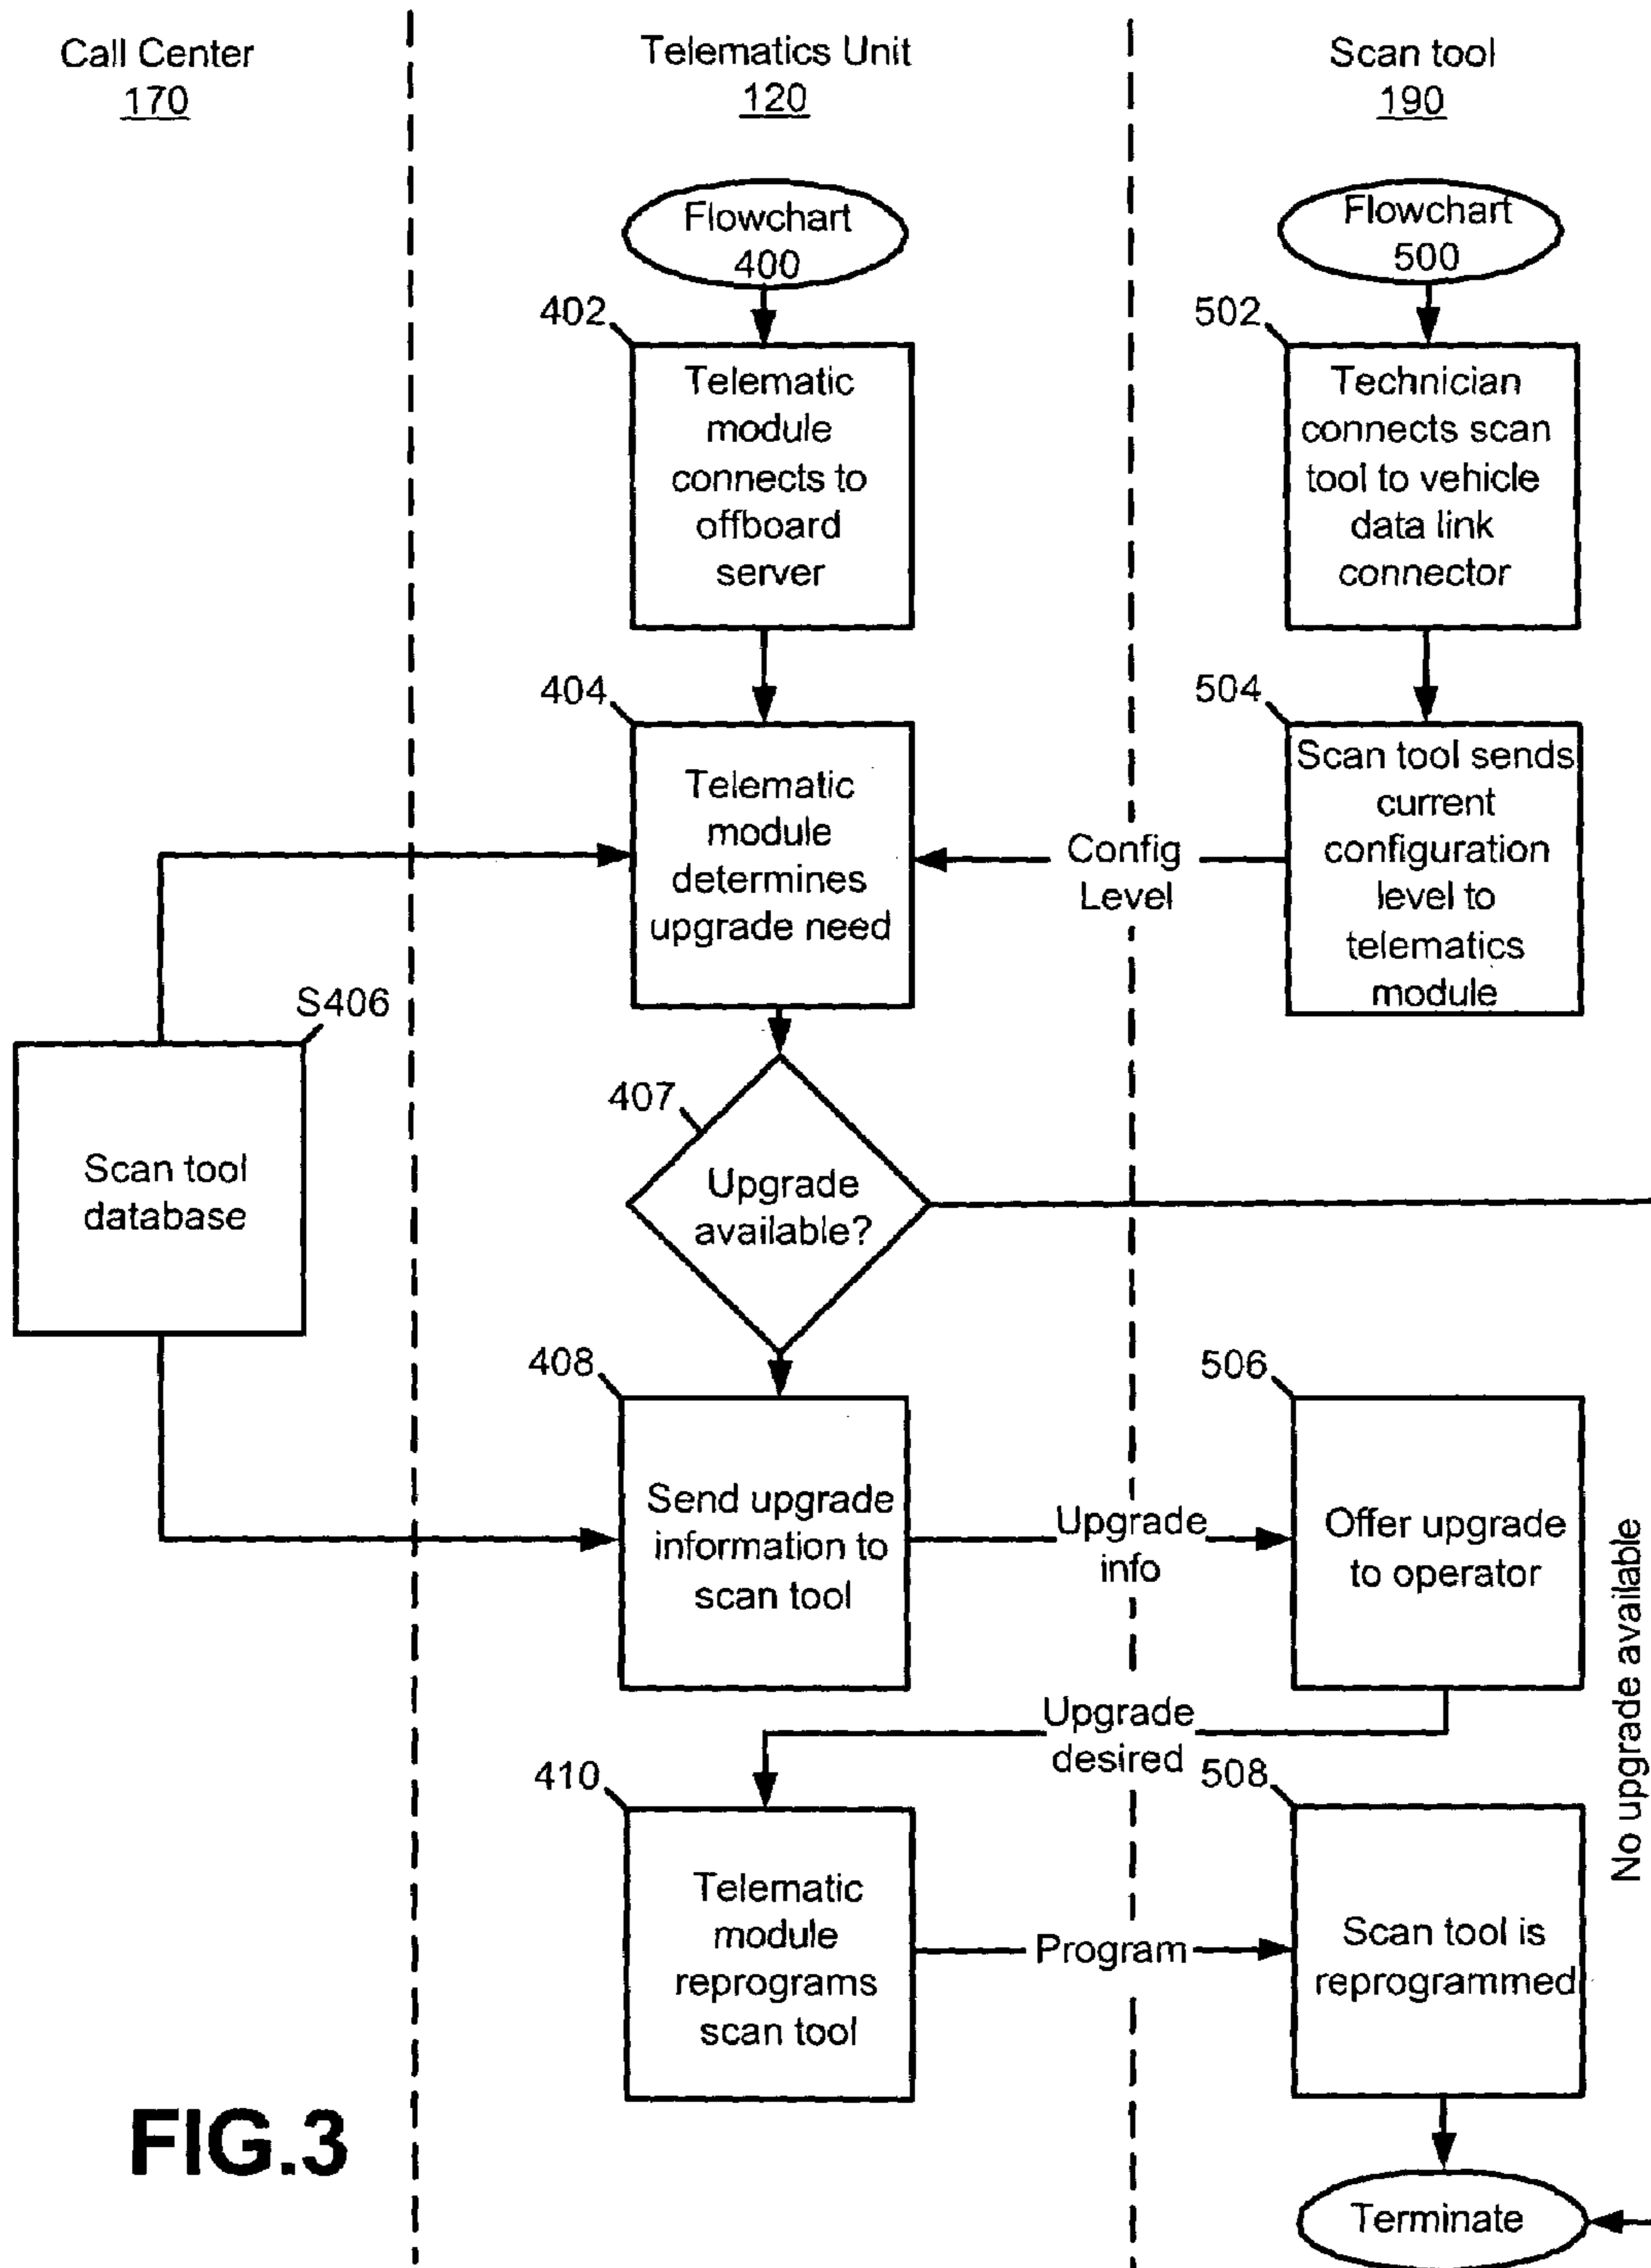 Call Center
170
Telematics Unit
120
Scan tool
190
Flowchart
400
Flowchart
500
402
Telematic
module
connects to
offboard
server
502
Technician
connects scan
tool to vehicle
data link
connector
404
Telematic
module
determines
upgrade need
Config
Level
504
Scan tool sends
current
configuration
level to
telematics
module
S406
Scan tool
database
407
Upgrade
available?
408
Send upgrade
information to
scan tool
Upgrade
info
506
Offer upgrade
to operator
No upgrade available
Upgrade
desired
410
Telematic
module
reprograms
scan tool
Program
508
Scan tool is
reprogrammed
Terminate
FIG.3